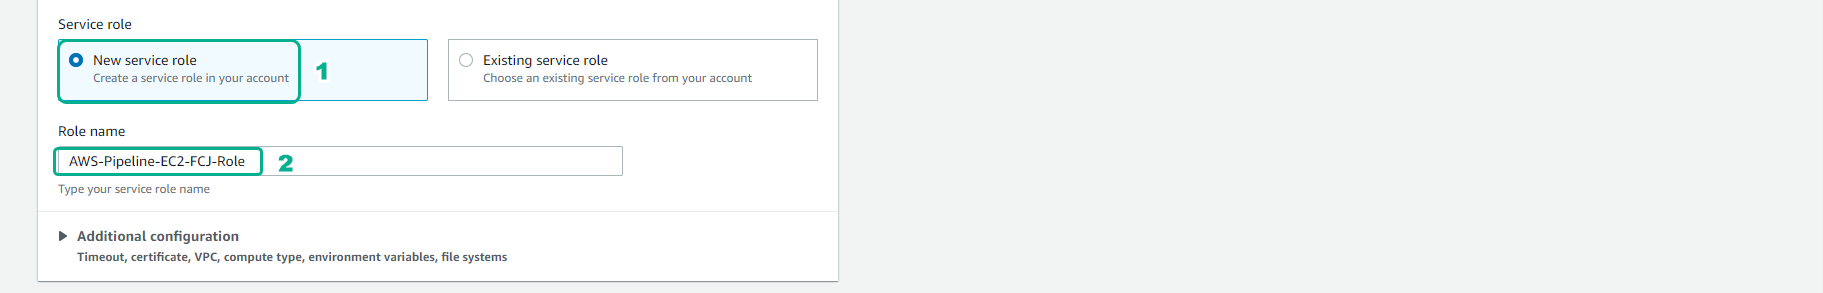 Service role
New service role
Create a service role in your account
1
Existing service role
Choose an existing service role from your account
Role name
AWS-Pipeline-EC2-FCJ-Role
2
Type your service role name
Additional configuration
Timeout, certificate, VPC, compute type, environment variables, file systems